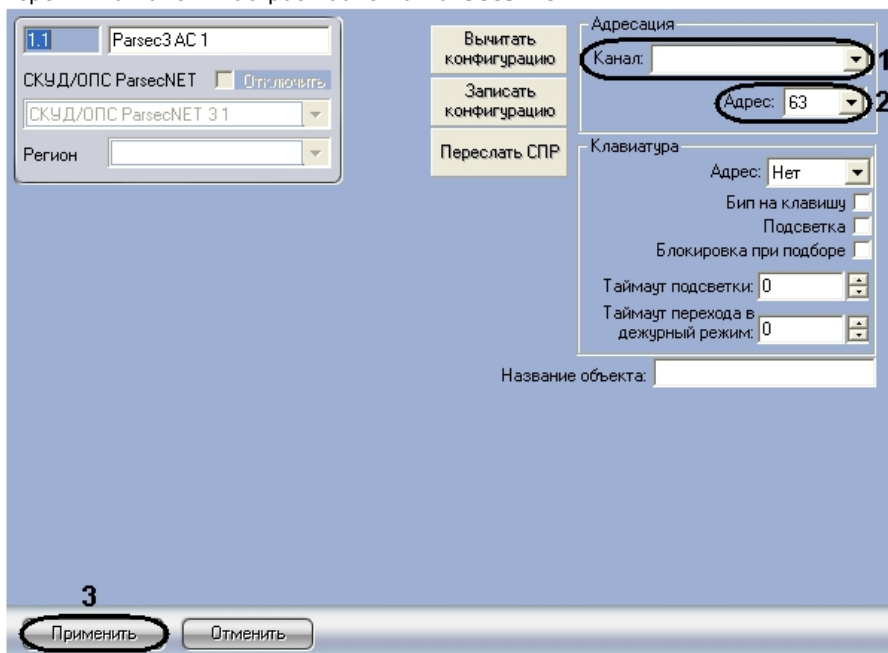 1.1 Parsec3 AC 1
СКУД/ОПС ParsecNET Отключить
СКУД/ОПС ParsecNET 3 1
Регион
Вычитать
конфигурацию
Записать
конфигурацию
Переслать СПР
Адресация
Канал: 1
Адрес: 63 2
Клавиатура
Адрес: Нет
Бип на клавишу
Подсветка
Блокировка при подборе
Таймаут подсветки: 0
Таймаут перехода в
дежурный режим: 0
Название объекта:
3
Применить Отменить